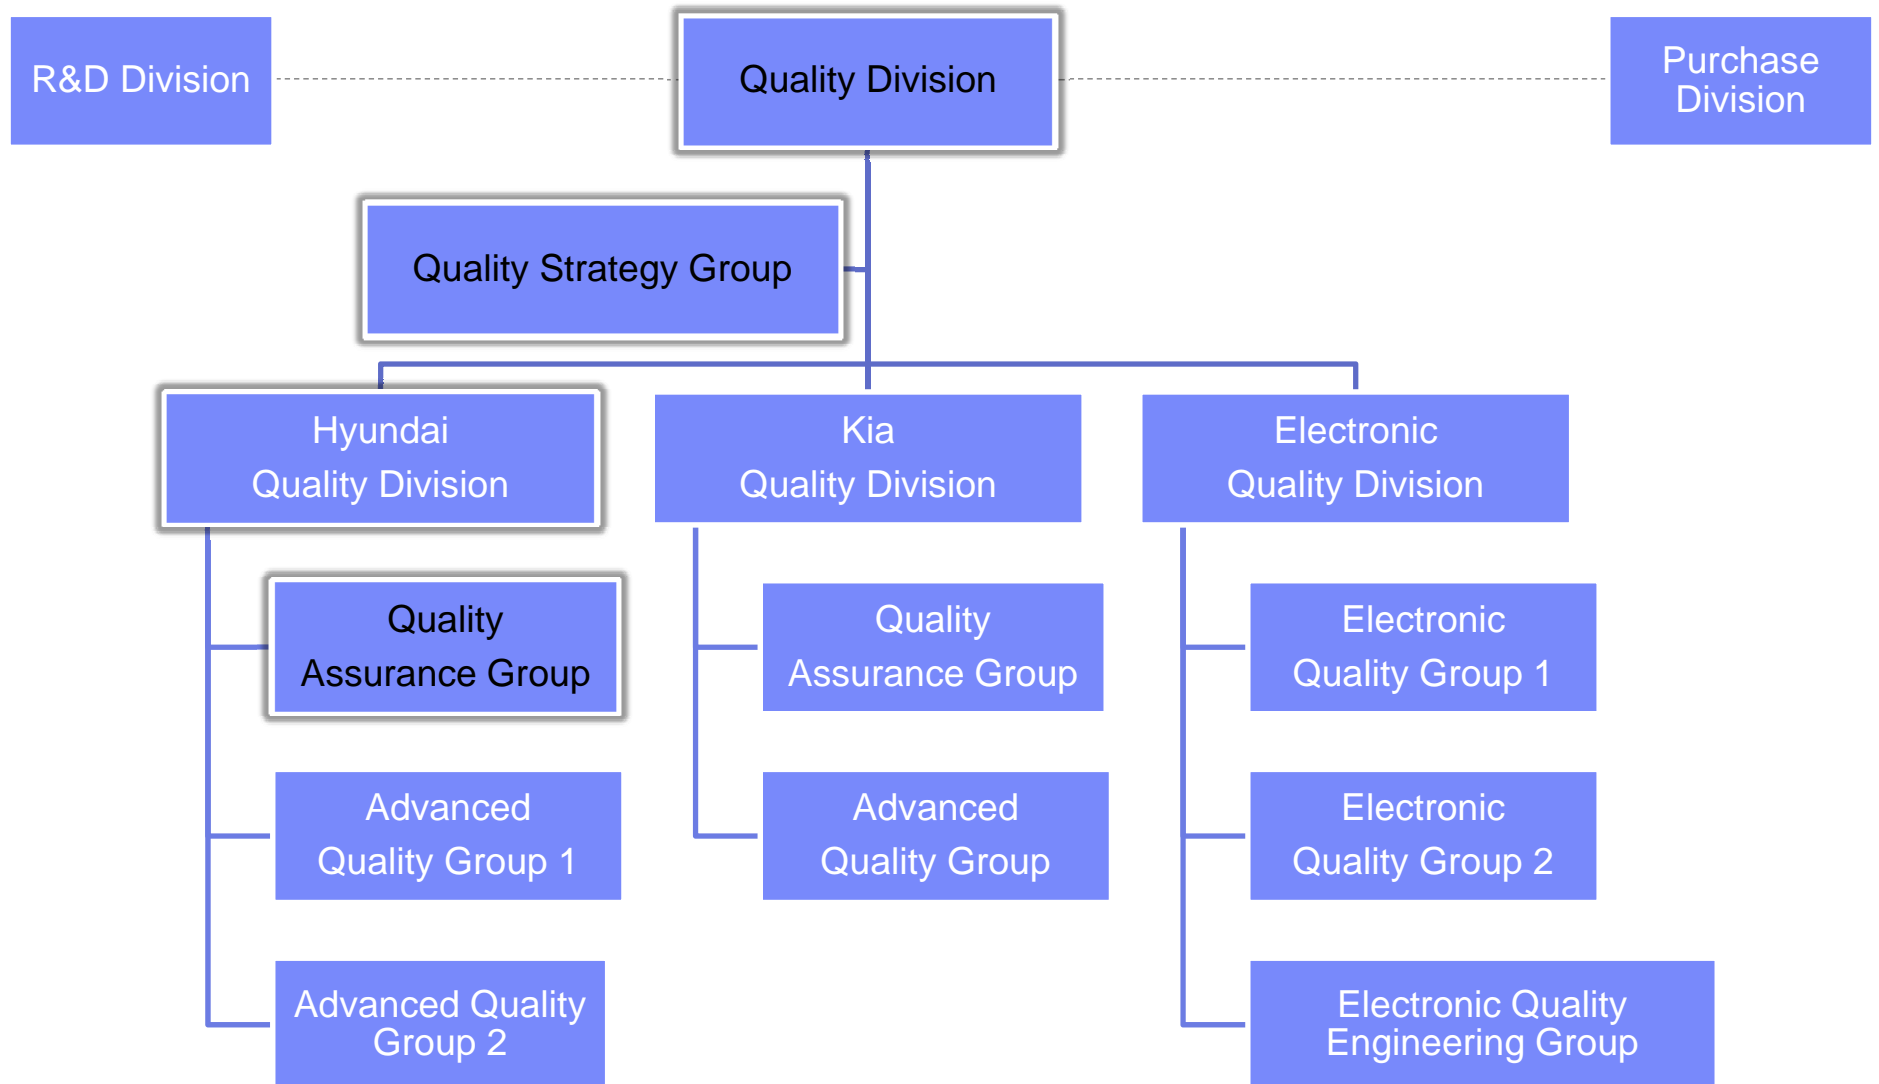 R&D Division
Quality Division
Purchase
Division
Quality Strategy Group
Hyundai
Quality Division
Kia
Quality Division
Electronic
Quality Division
Quality
Assurance Group
Quality
Assurance Group
Electronic
Quality Group 1
Advanced
Quality Group 1
Advanced
Quality Group
Electronic
Quality Group 2
Advanced Quality
Group 2
Electronic Quality
Engineering Group